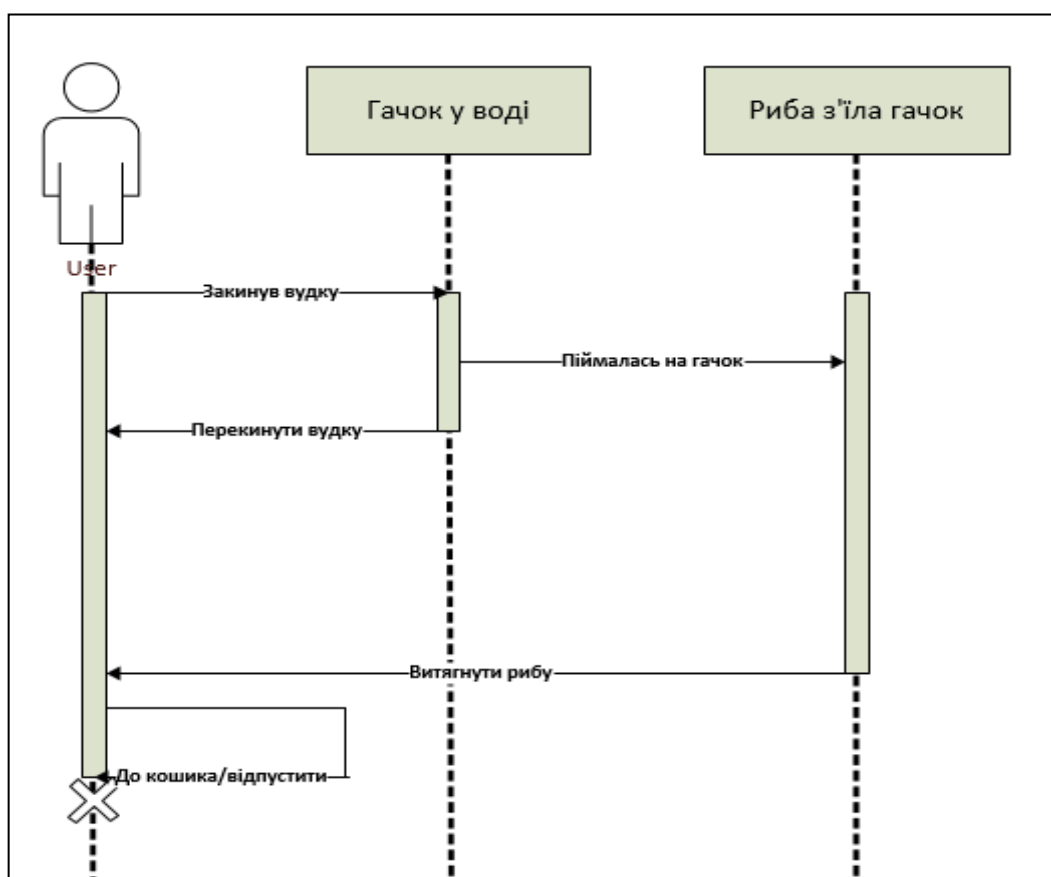 Гачок у воді
Риба з'їла гачок
User
Закинув вудку
Піймалась на гачок
Перекинути вудку
Витягнути рибу
До кошика/відпустити